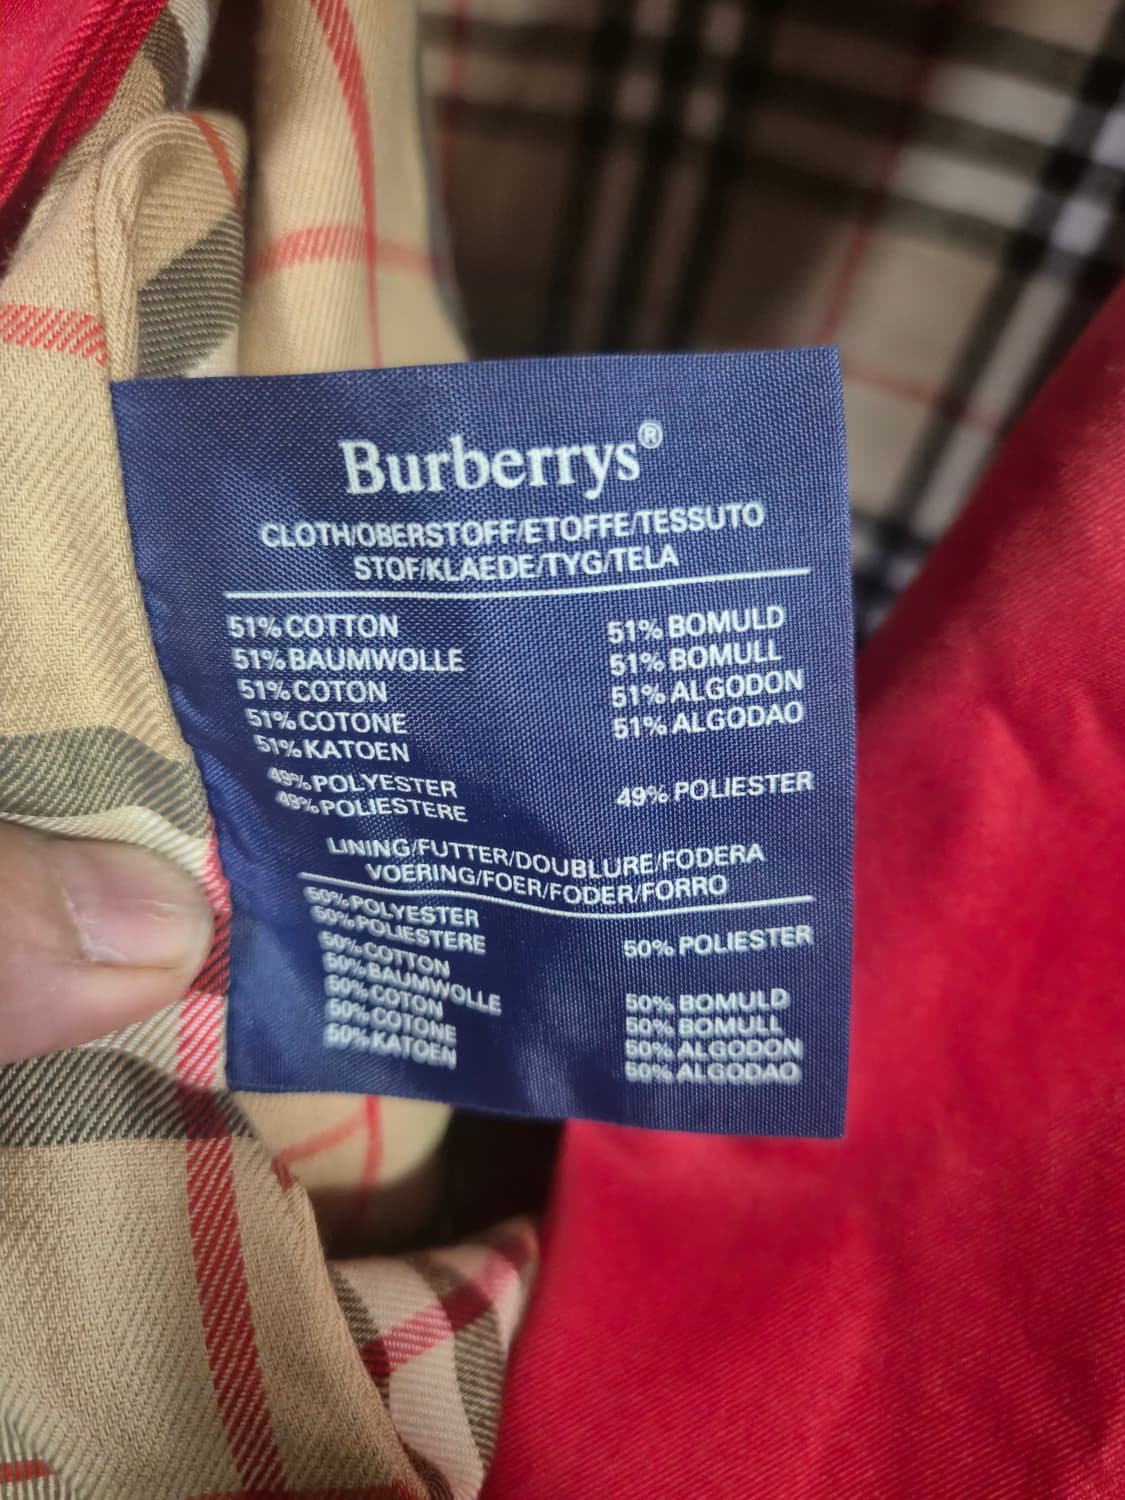 Burberrys®
CLOTH/OBERSTOFF/ETOFFE/TESSUTO
STOF/KLAEDE/TYG/TELA
51% COTTON
51% BAUMWOLLE
51% COTON
51% COTONE
51% KATOEN
49% POLYESTER
49% POLIESTERE
51% BOMULD
51% BOMULL
51% ALGODON
51% ALGODAO
49% POLIESTER
LINING/FUTTER/DOUBLURE/FODERA
VOERING/FOER/FODER/FORRO
50% POLYESTER
50% POLIESTERE
50% COTTON
50% BAUMWOLLE
50% COTON
50% COTONE
50% KATOEN
50% POLIESTER
50% BOMULD
50% BOMULL
50% ALGODON
50% ALGODAO